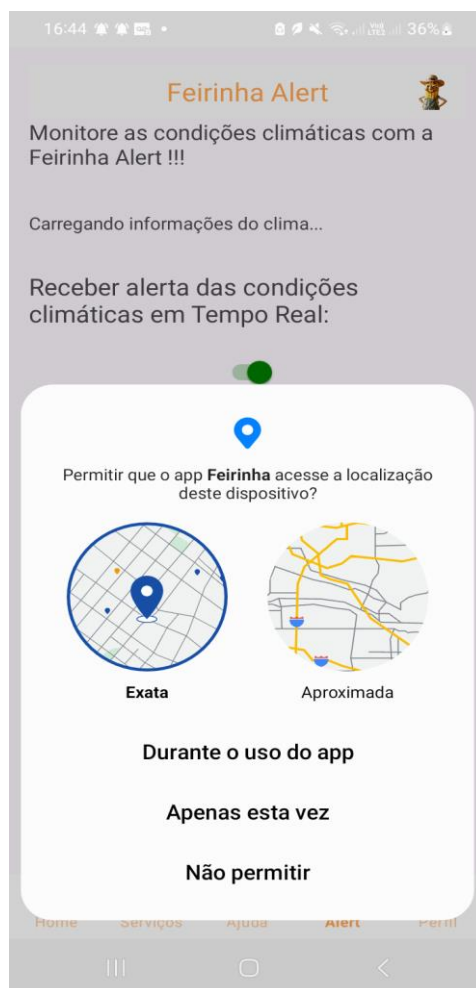 16:44
36%
Feirinha Alert
Monitore as condições climáticas com a
Feirinha Alert !!!
Carregando informações do clima...
Receber alerta das condições
climáticas em Tempo Real:
Permitir que o app Feirinha acesse a localização
deste dispositivo?
Exata Aproximada
Durante o uso do app
Apenas esta vez
Não permitir
Home Serviços Ajuda Alert Perfil